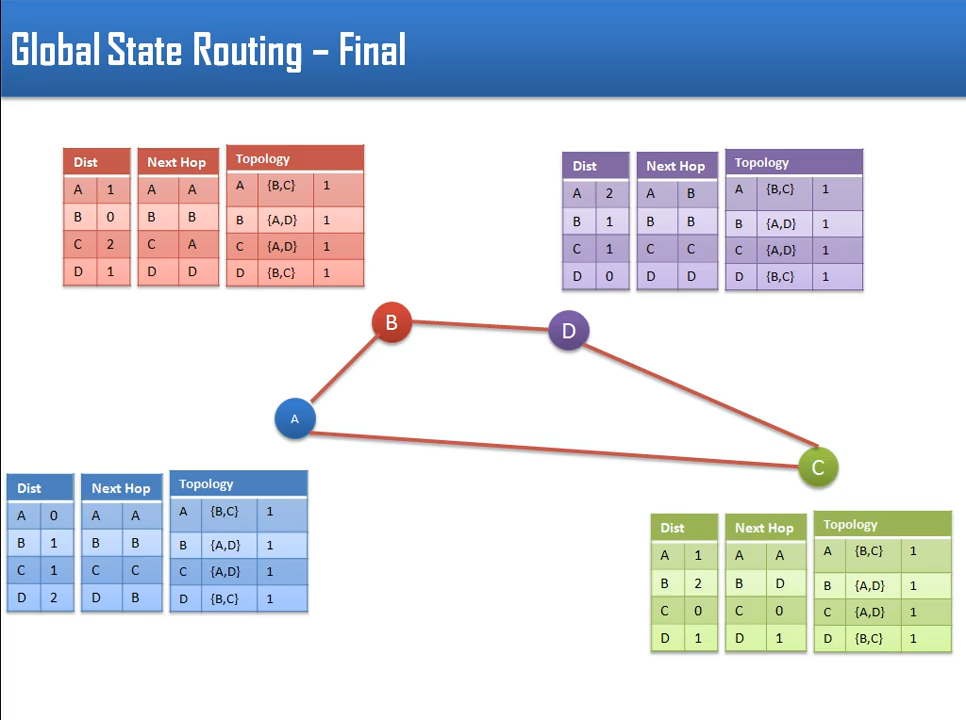 Global State Routing – Final
Dist Next Hop Topology
A 1 A A A {B,C} 1
B 0 B B B {A,D} 1
C 2 C A C {A,D} 1
D 1 D D D {B,C} 1
Dist Next Hop Topology
A 2 A B A {B,C} 1
B 1 B B B {A,D} 1
C 1 C C C {A,D} 1
D 0 D D D {B,C} 1
B
D
A
C
Dist Next Hop Topology
A 0 A A A {B,C} 1
B 1 B B B {A,D} 1
C 1 C C C {A,D} 1
D 2 D B D {B,C} 1
Dist Next Hop Topology
A 1 A A A {B,C} 1
B 2 B D B {A,D} 1
C 0 C 0 C {A,D} 1
D 1 D 1 D {B,C} 1